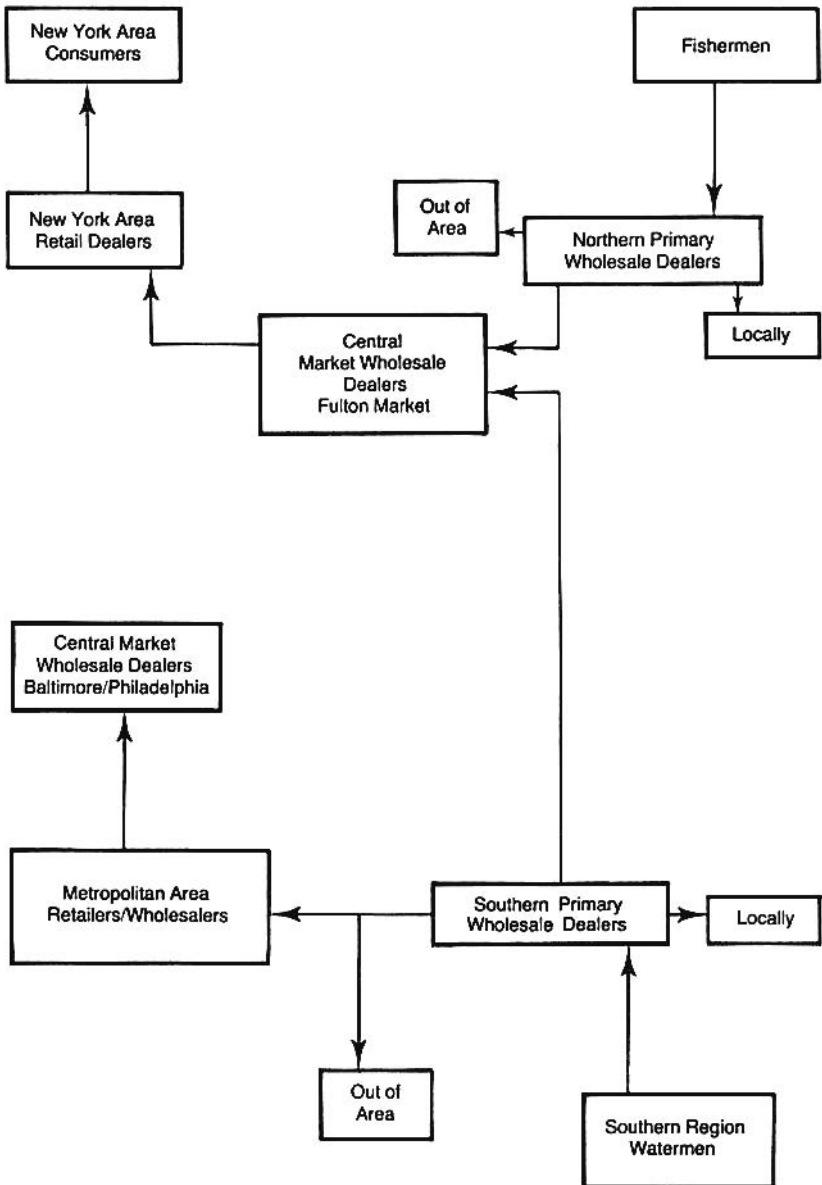 New York Area
Consumers
Fishermen
New York Area
Retail Dealers
Out of
Area
Northern Primary
Wholesale Dealers
Locally
Central
Market Wholesale
Dealers
Fulton Market
Central Market
Wholesale Dealers
Baltimore/Philadelphia
Metropolitan Area
Retailers/Wholesalers
Southern Primary
Wholesale Dealers
Locally
Out of
Area
Southern Region
Watermen